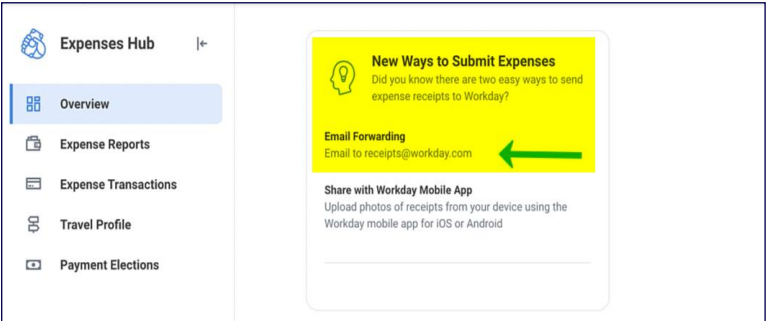 Expenses Hub
Overview
Expense Reports
Expense Transactions
Travel Profile
Payment Elections
New Ways to Submit Expenses
Did you know there are two easy ways to send
expense receipts to Workday?
Email Forwarding
Email to receipts@workday.com
Share with Workday Mobile App
Upload photos of receipts from your device using the
Workday mobile app for iOS or Android